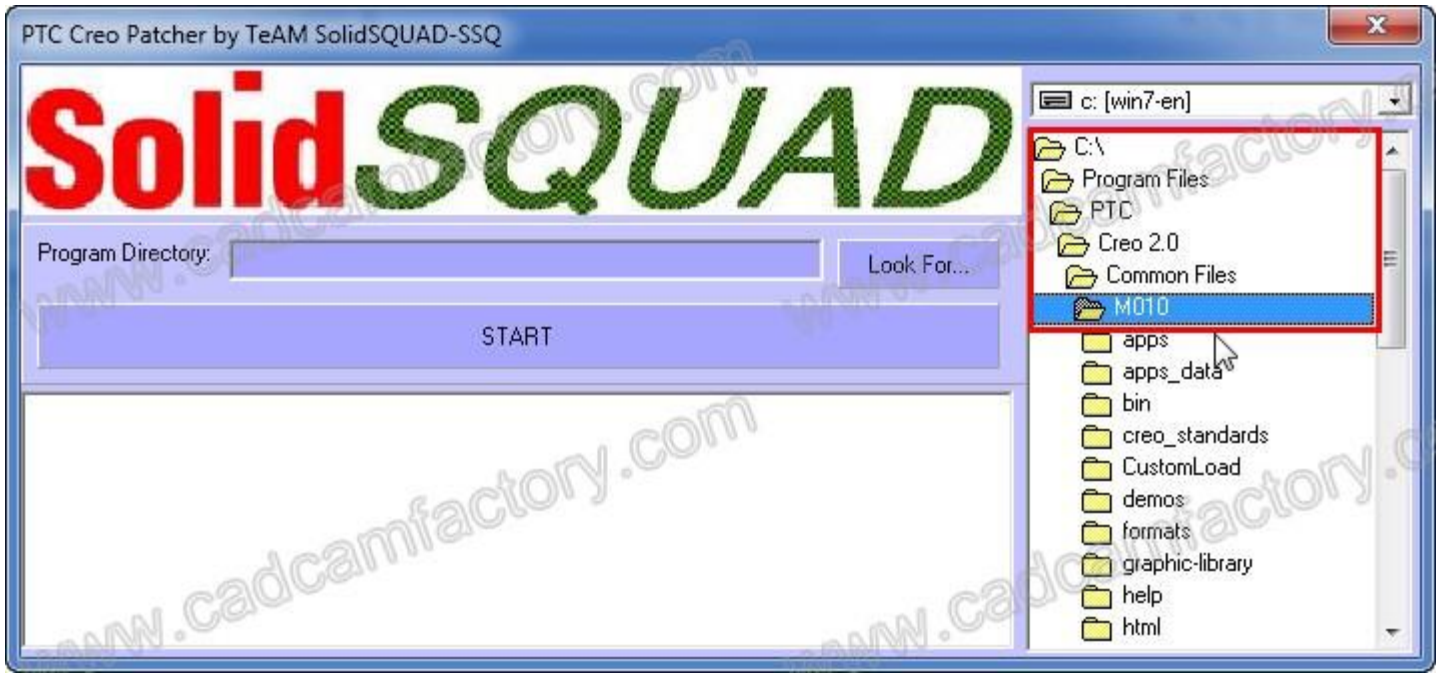 PTC Creo Patcher by TeAM SolidSQUAD-SSQ
SolidSQUAD
Program Directory:
Look For...
START
c: [win7-en]
C:\
Program Files
PTC
Creo 2.0
Common Files
M010
apps
apps_data
bin
creo_standards
CustomLoad
demos
formats
graphic-library
help
html
www.cadcamfactory.com
www.cadcamfactory.com